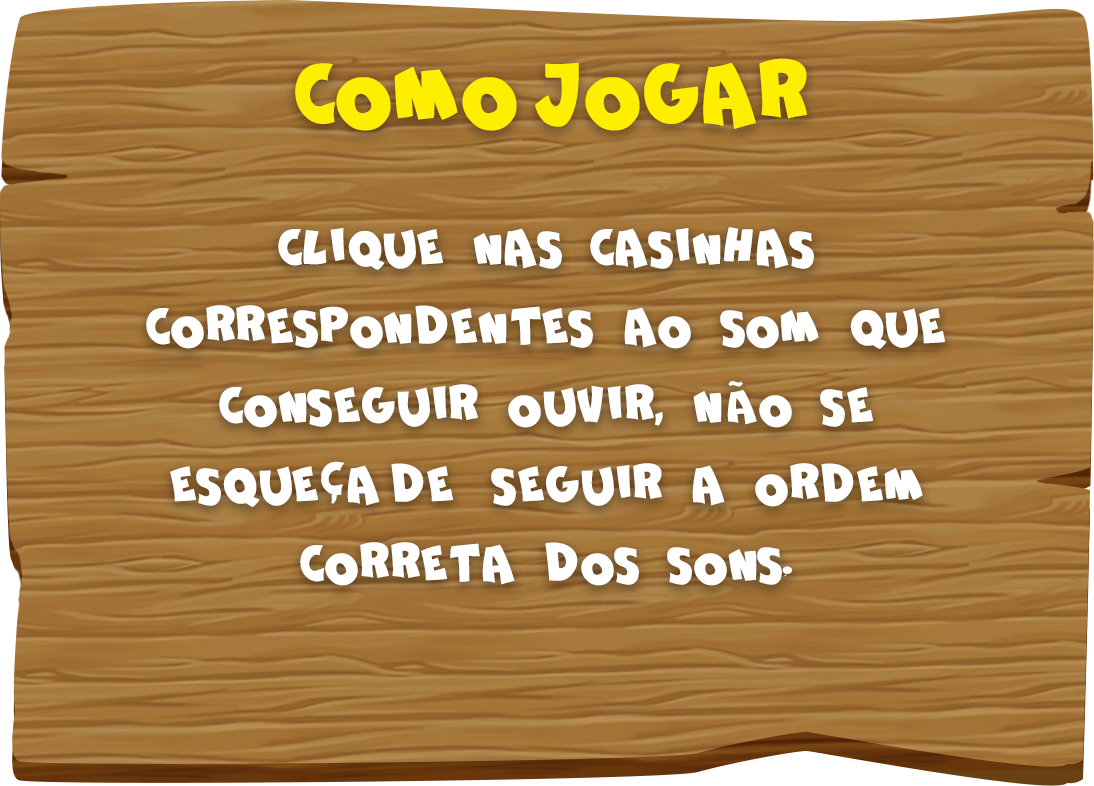 COMO JOGAR
CLIQUE NAS CASINHAS
CORRESPONDENTES AO SOM QUE
CONSEGUIR OUVIR, NÃO SE
ESQUEÇA DE SEGUIR A ORDEM
CORRETA DOS SONS.